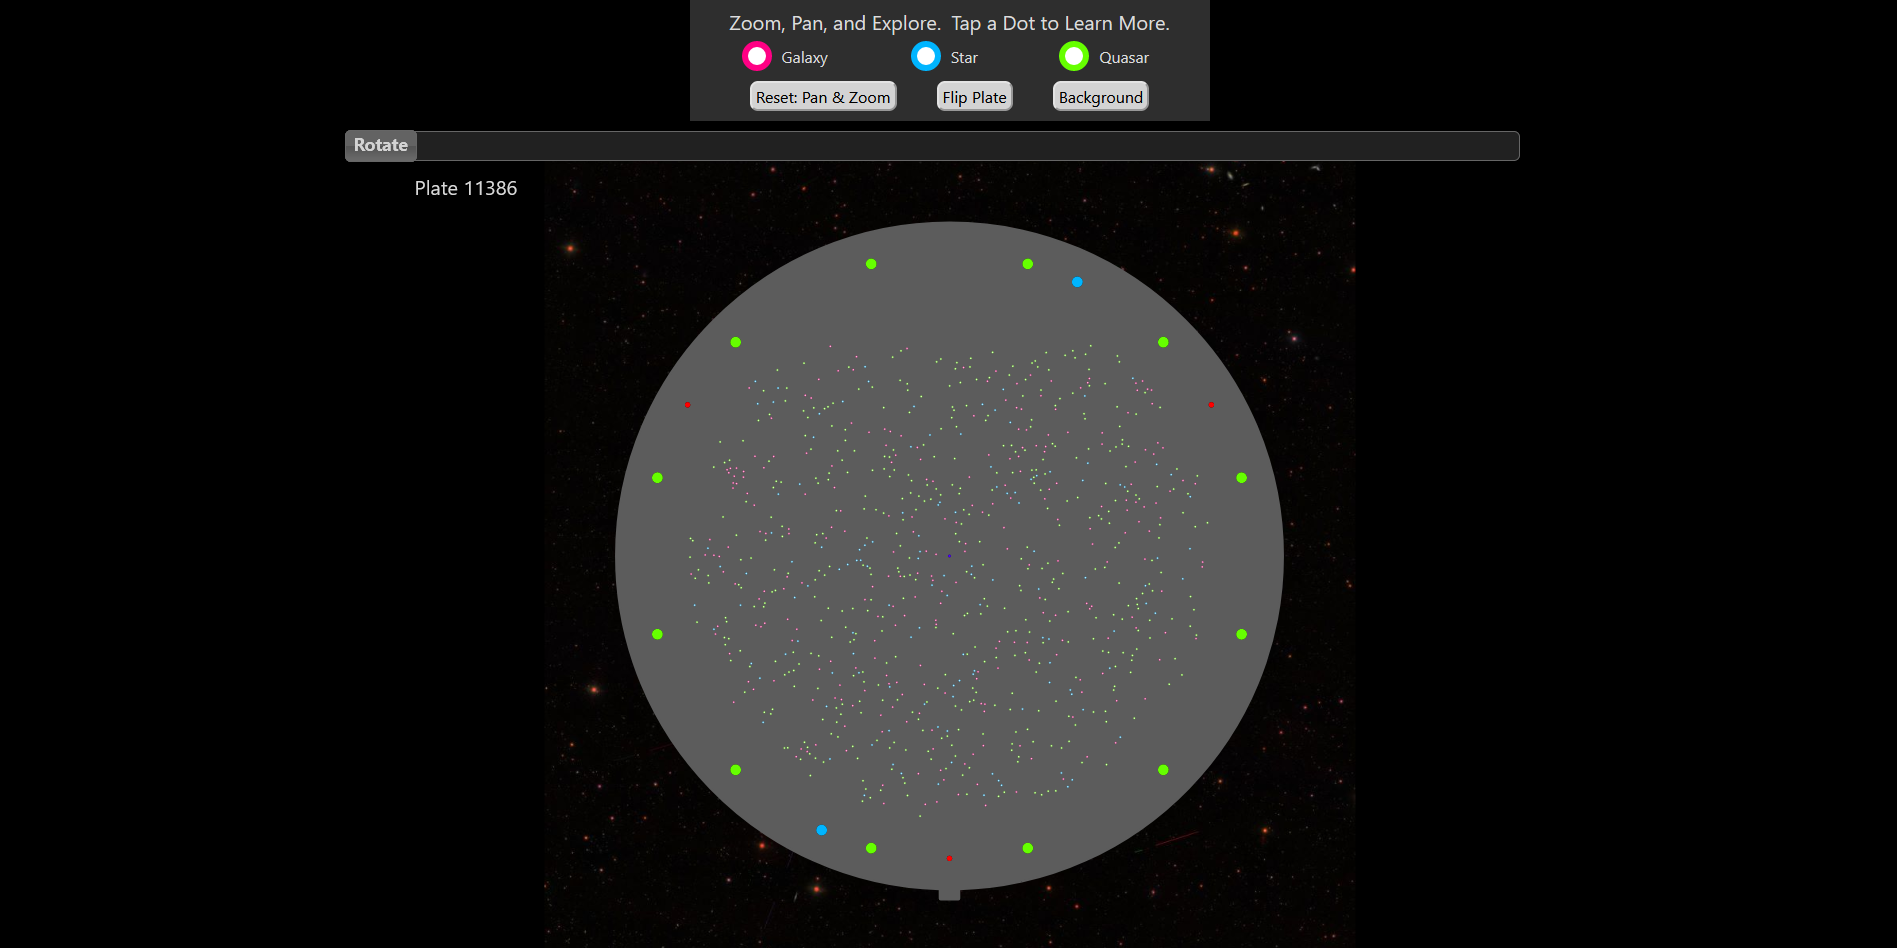 Zoom, Pan, and Explore. Tap a Dot to Learn More.
Galaxy Star Quasar
Reset: Pan & Zoom Flip Plate Background
Rotate
Plate 11386